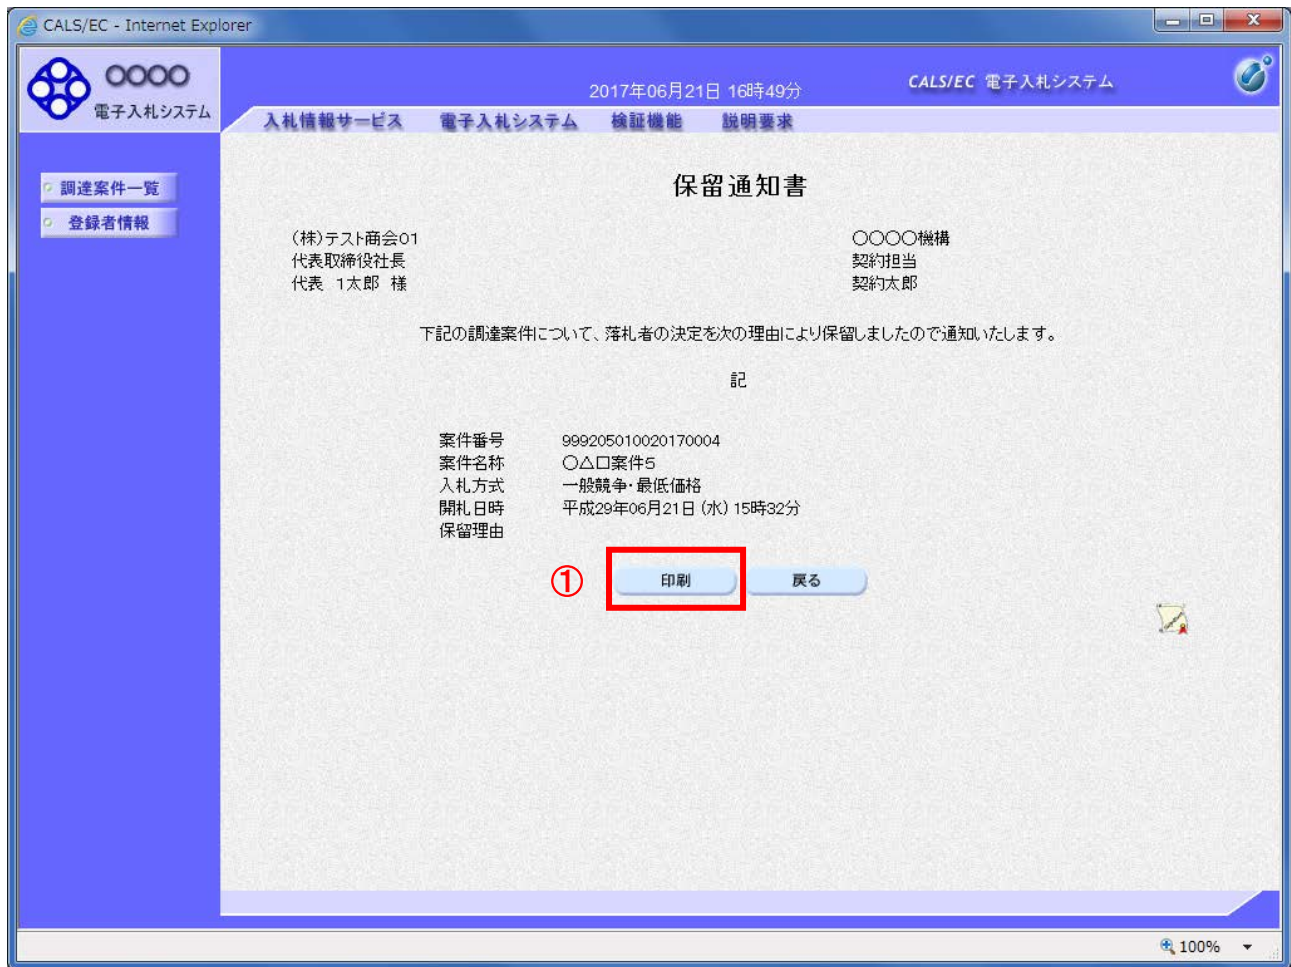 CALS/EC - Internet Explorer
〇〇〇〇
電子入札システム
2017年06月21日 16時49分
CALS/EC 電子入札システム
入札情報サービス 電子入札システム 検証機能 説明要求
調達案件一覧
登録者情報
保留通知書
(株)テスト商会01
代表取締役社長
代表 1太郎 様
〇〇〇〇機構
契約担当
契約太郎
下記の調達案件について、落札者の決定を次の理由により保留しましたので通知いたします。
記
案件番号 999205010020170004
案件名称 〇△口案件5
入札方式 一般競争・最低価格
開札日時 平成29年06月21日 (水) 15時32分
保留理由
① 印刷 戻る
100%